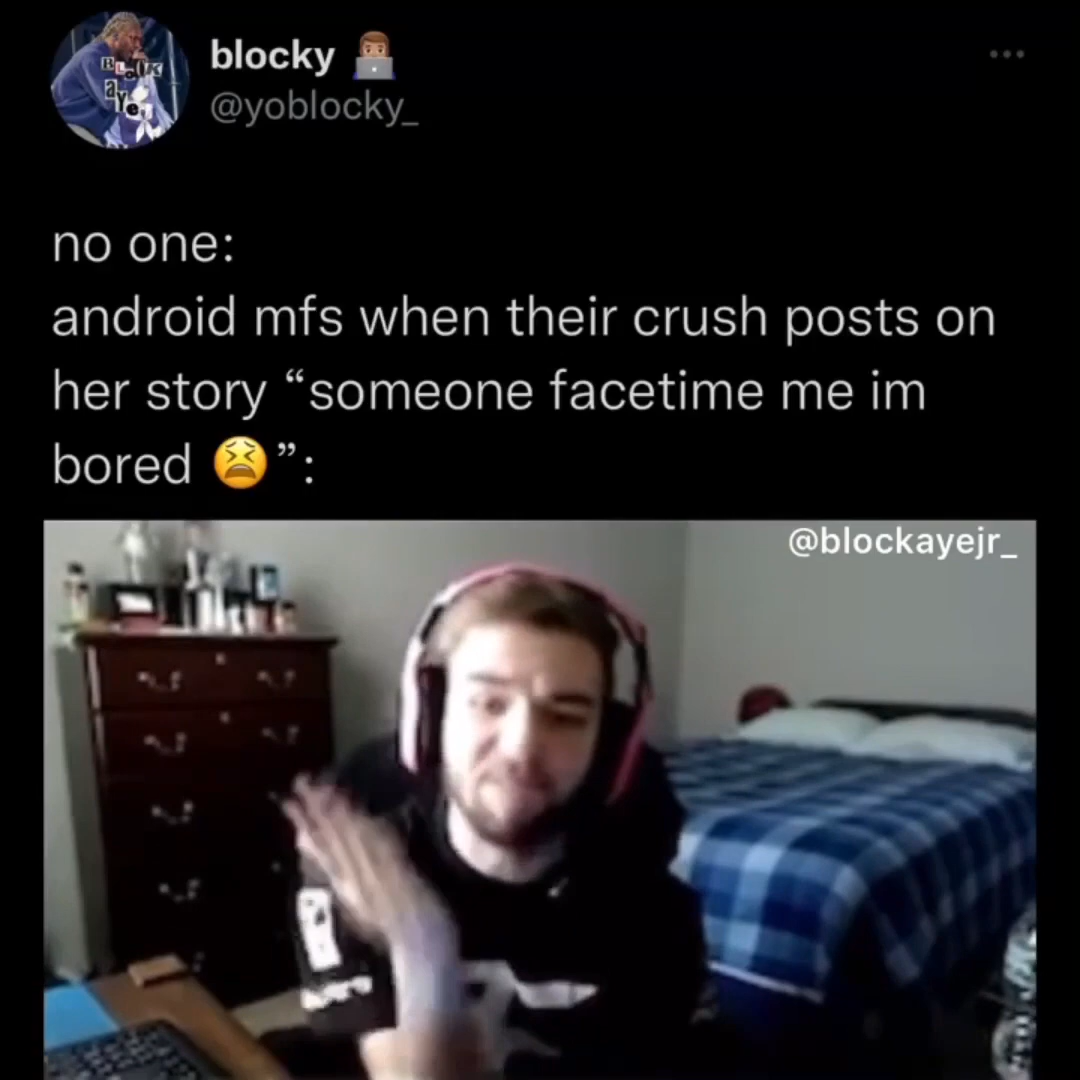 blocky 👨🏽‍💻
@yoblocky_
no one:
android mfs when their crush posts on
her story “someone facetime me im
bored 😫”:
@blockayejr_